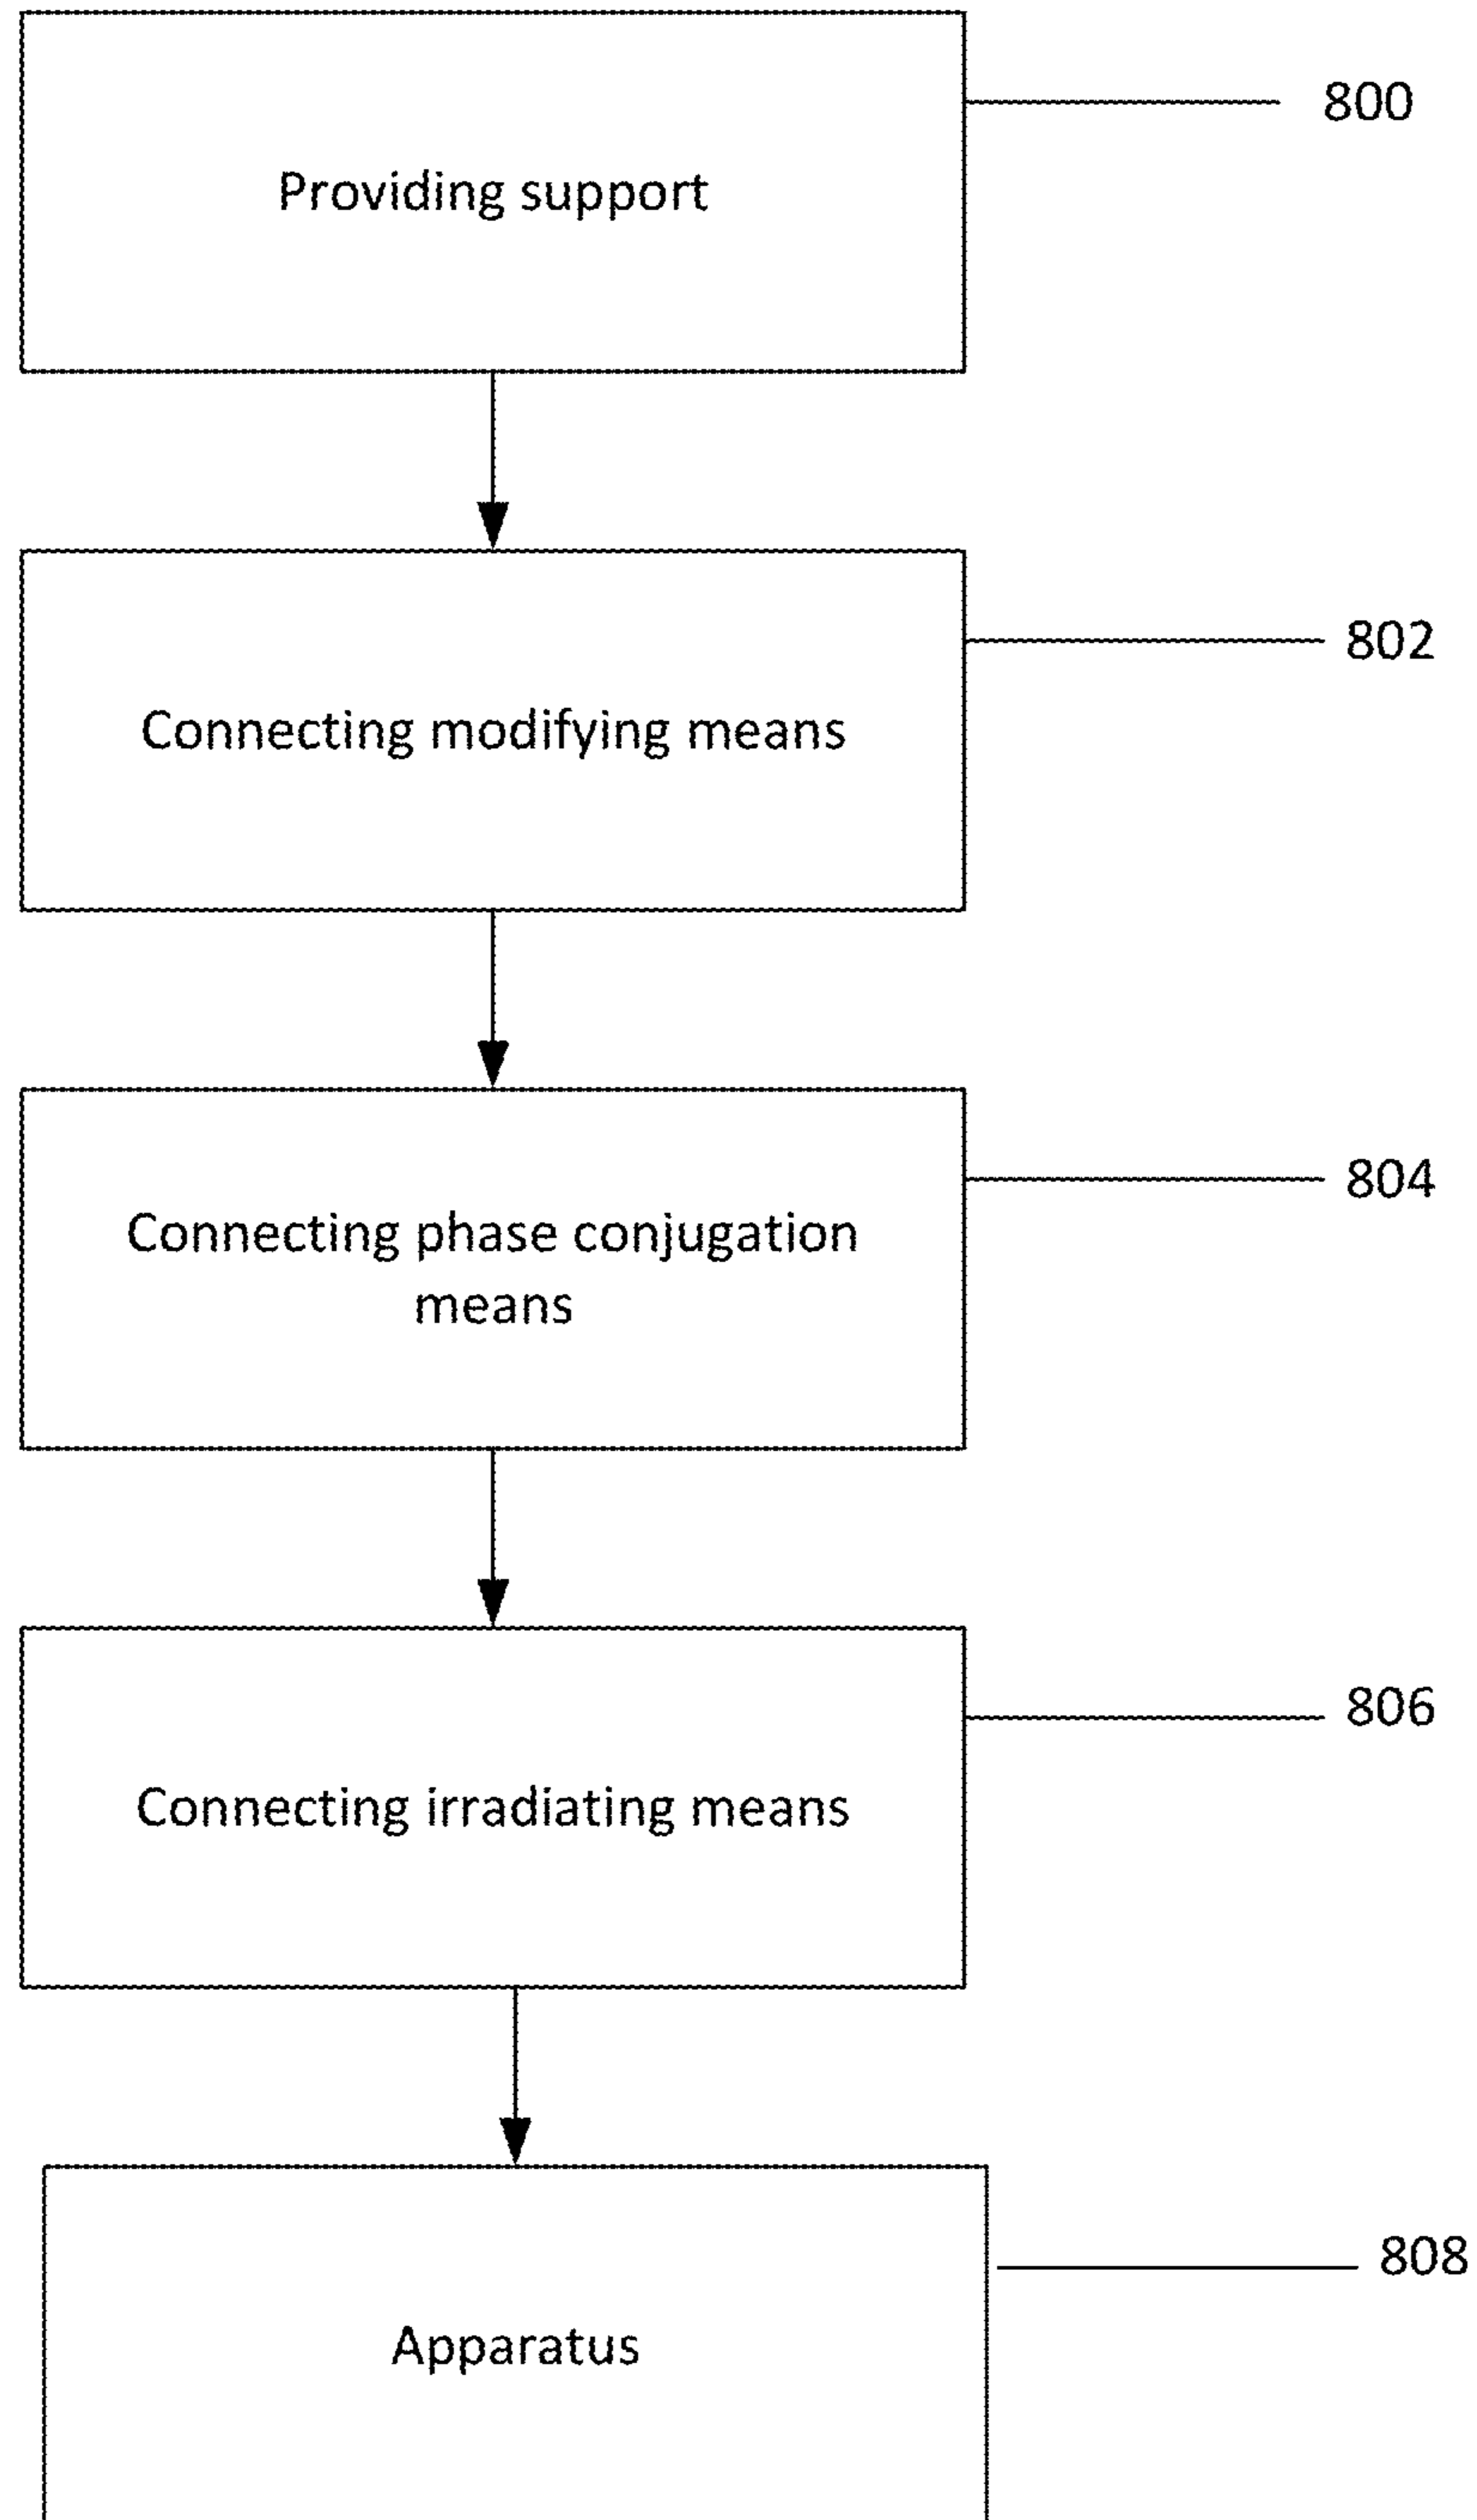 800
Providing support
802
Connecting modifying means
804
Connecting phase conjugation
means
806
Connecting irradiating means
808
Apparatus